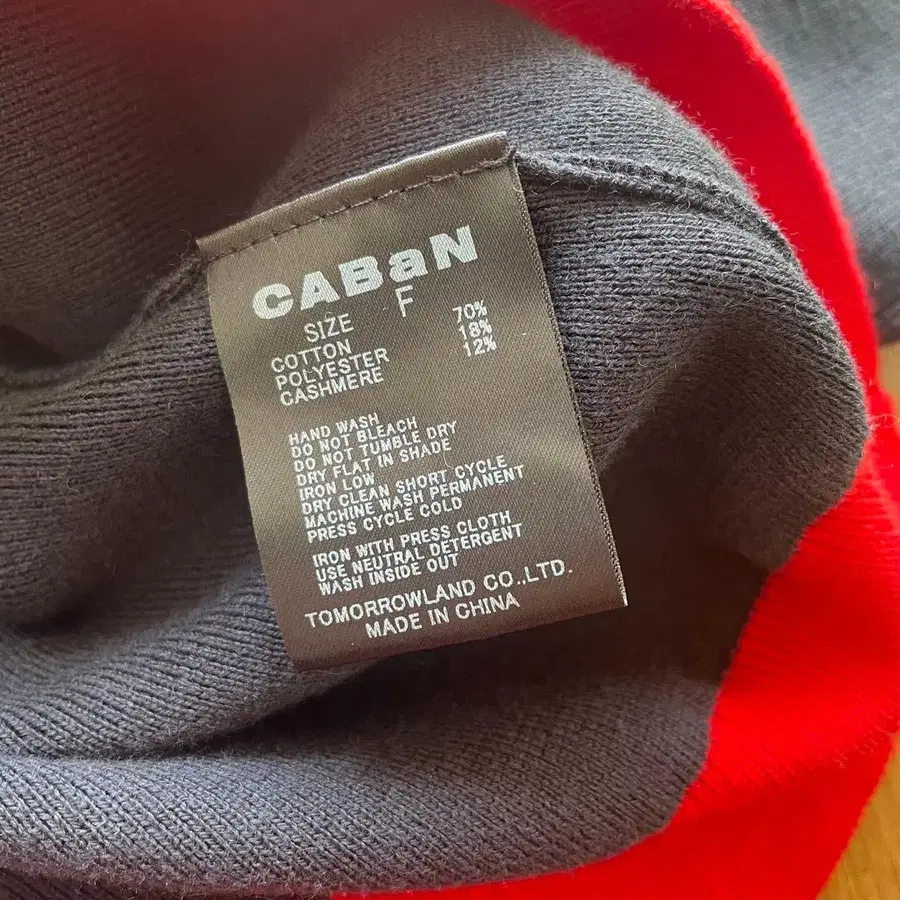 CABaN
SIZE F
COTTON 70%
POLYESTER 18%
CASHMERE 12%
HAND WASH
DO NOT BLEACH
DO NOT TUMBLE DRY
DRY FLAT IN SHADE
IRON LOW
DRY CLEAN SHORT CYCLE
MACHINE WASH PERMANENT
PRESS CYCLE COLD
IRON WITH PRESS CLOTH
USE NEUTRAL DETERGENT
WASH INSIDE OUT
TOMORROWLAND CO.,LTD.
MADE IN CHINA